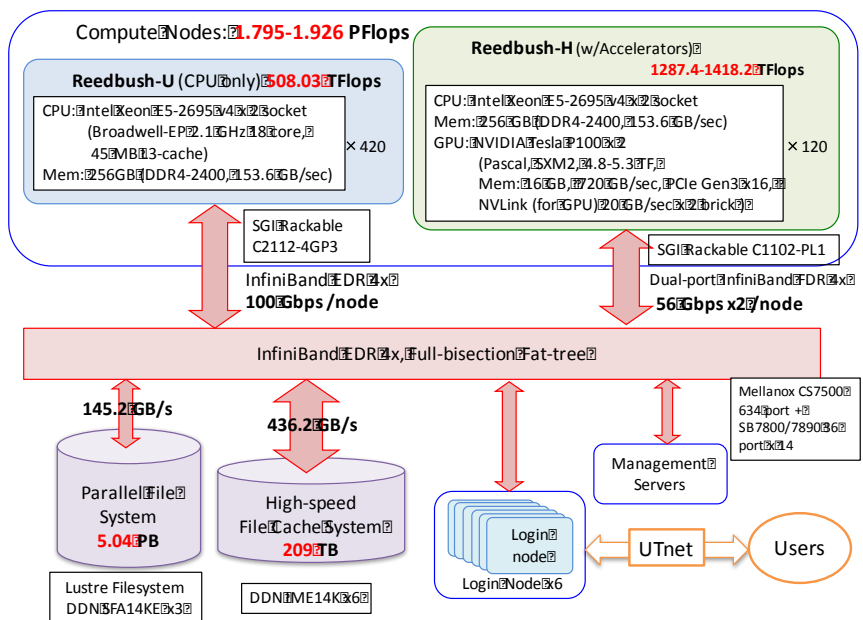 Compute Nodes: 1.795-1.926 PFlops
Reedbush-U (CPU only) 508.03 TFlops
CPU: Intel Xeon E5-2695 v4 x 2 socket
(Broadwell-EP 2.1 GHz 18 core,
45 MB L3-cache)
Mem: 256GB (DDR4-2400, 153.6 GB/sec)
× 420
SGI Rackable
C2112-4GP3
InfiniBand EDR 4x
100 Gbps /node
Reedbush-H (w/Accelerators)
1287.4-1418.2 TFlops
CPU: Intel Xeon E5-2695 v4 x 2 socket
Mem: 256 GB (DDR4-2400, 153.6 GB/sec)
GPU: NVIDIA Tesla P100 x 2
(Pascal, SXM2, 4.8-5.3 TF,
Mem: 16 GB, 720 GB/sec, PCIe Gen3 x16,
NVLink (for GPU) 20 GB/sec x 2 brick )
× 120
SGI Rackable C1102-PL1
Dual-port InfiniBand FDR 4x
56 Gbps x2 /node
InfiniBand EDR 4x, Full-bisection Fat-tree
145.2 GB/s
436.2 GB/s
Mellanox CS7500
634 port +
SB7800/7890 36
port x 14
Parallel File
System
5.04 PB
High-speed
File Cache System
209 TB
Management
Servers
Login
node
Login Node x6
UTnet
Users
Lustre Filesystem
DDN SFA14KE x3
DDN IME14K x6